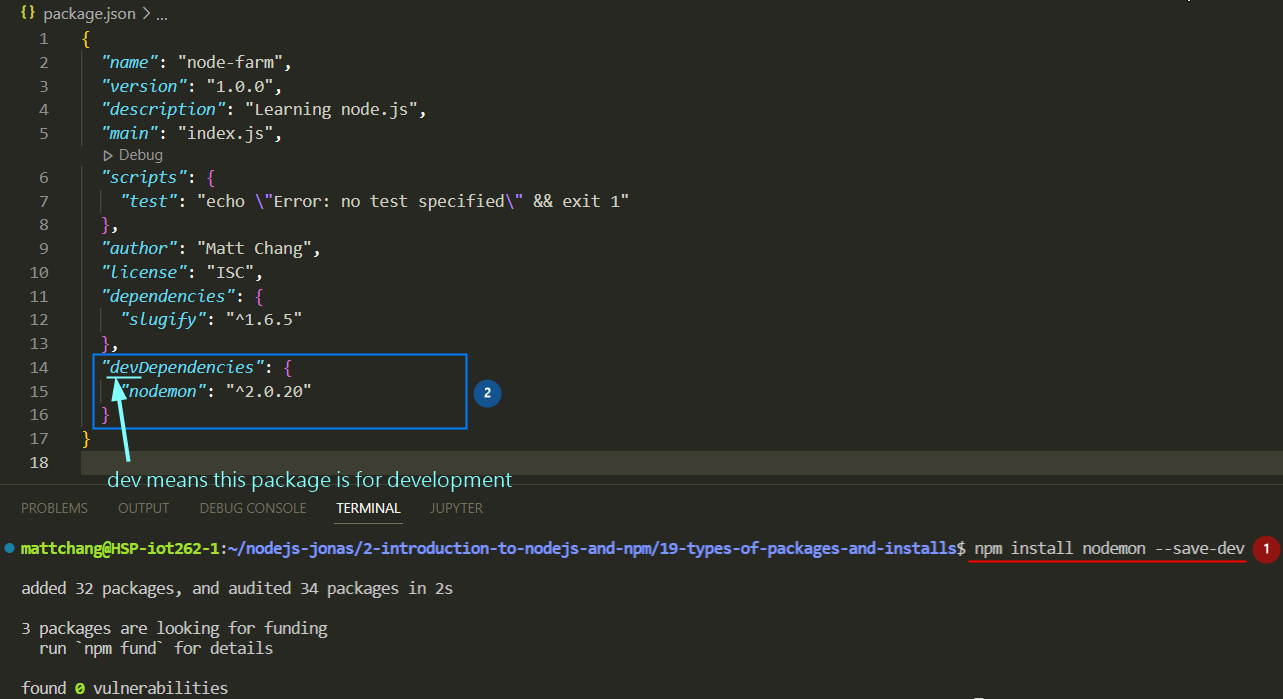 {} package.json > ...
1 {
2 "name": "node-farm",
3 "version": "1.0.0",
4 "description": "Learning node.js",
5 "main": "index.js",
Debug
6 "scripts": {
7 "test": "echo \"Error: no test specified\" && exit 1"
8 },
9 "author": "Matt Chang",
10 "license": "ISC",
11 "dependencies": {
12 "slugify": "^1.6.5"
13 },
14 "devDependencies": {
15 "nodemon": "^2.0.20"
2
16 }
17 }
18
dev means this package is for development
PROBLEMS OUTPUT DEBUG CONSOLE TERMINAL JUPYTER
mattchang@HSP-iot262-1:~/nodejs-jonas/2-introduction-to-nodejs-and-npm/19-types-of-packages-and-installs$ npm install nodemon --save-dev 1
added 32 packages, and audited 34 packages in 2s
3 packages are looking for funding
run `npm fund` for details
found 0 vulnerabilities